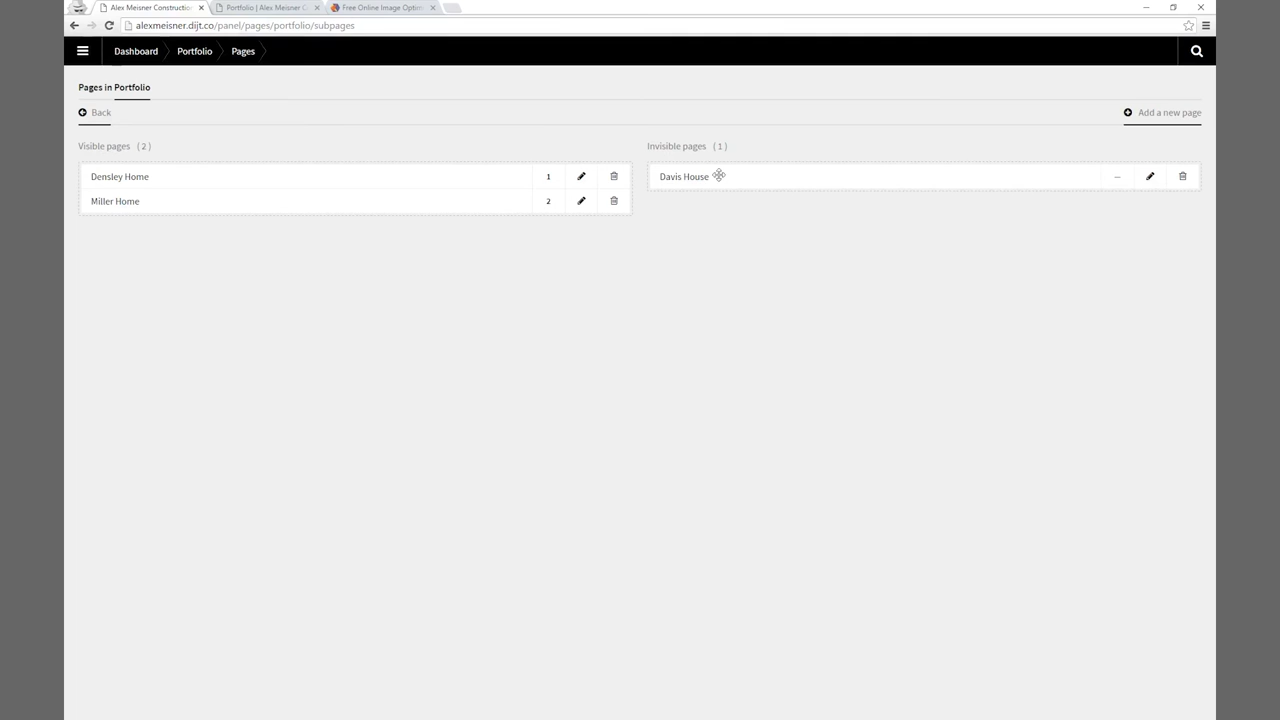 Alex Meisner Constructio
Portfolio | Alex Meisner C
Free Online Image Optim
alexmeisner.dijt.co/panel/pages/portfolio/subpages
Dashboard Portfolio Pages
Pages in Portfolio
Back
Add a new page
Visible pages ( 2 )
Invisible pages ( 1 )
Densley Home 1
Davis House –
Miller Home 2